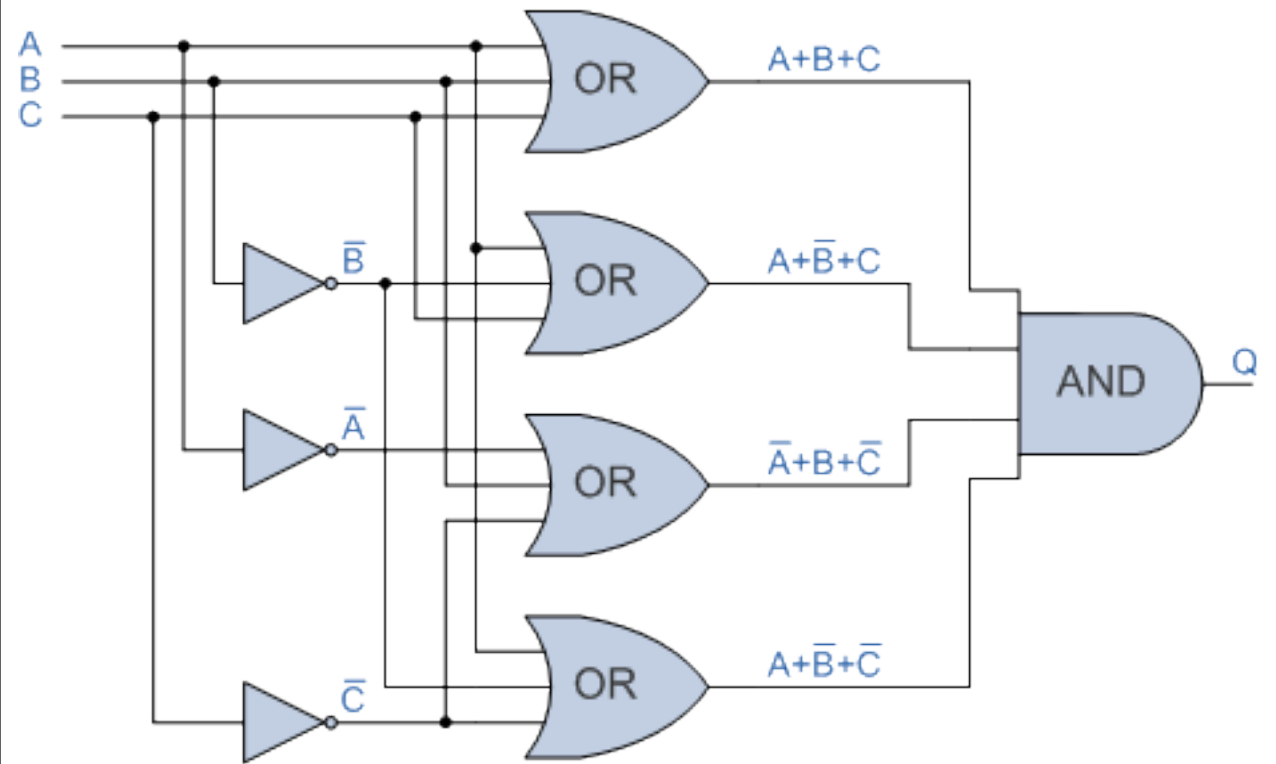 A
B
C
OR
A+B+C
B̅
OR
A+B̅+C
A̅
OR
A̅+B+C̅
AND
Q
C̅
OR
A+B̅+C̅